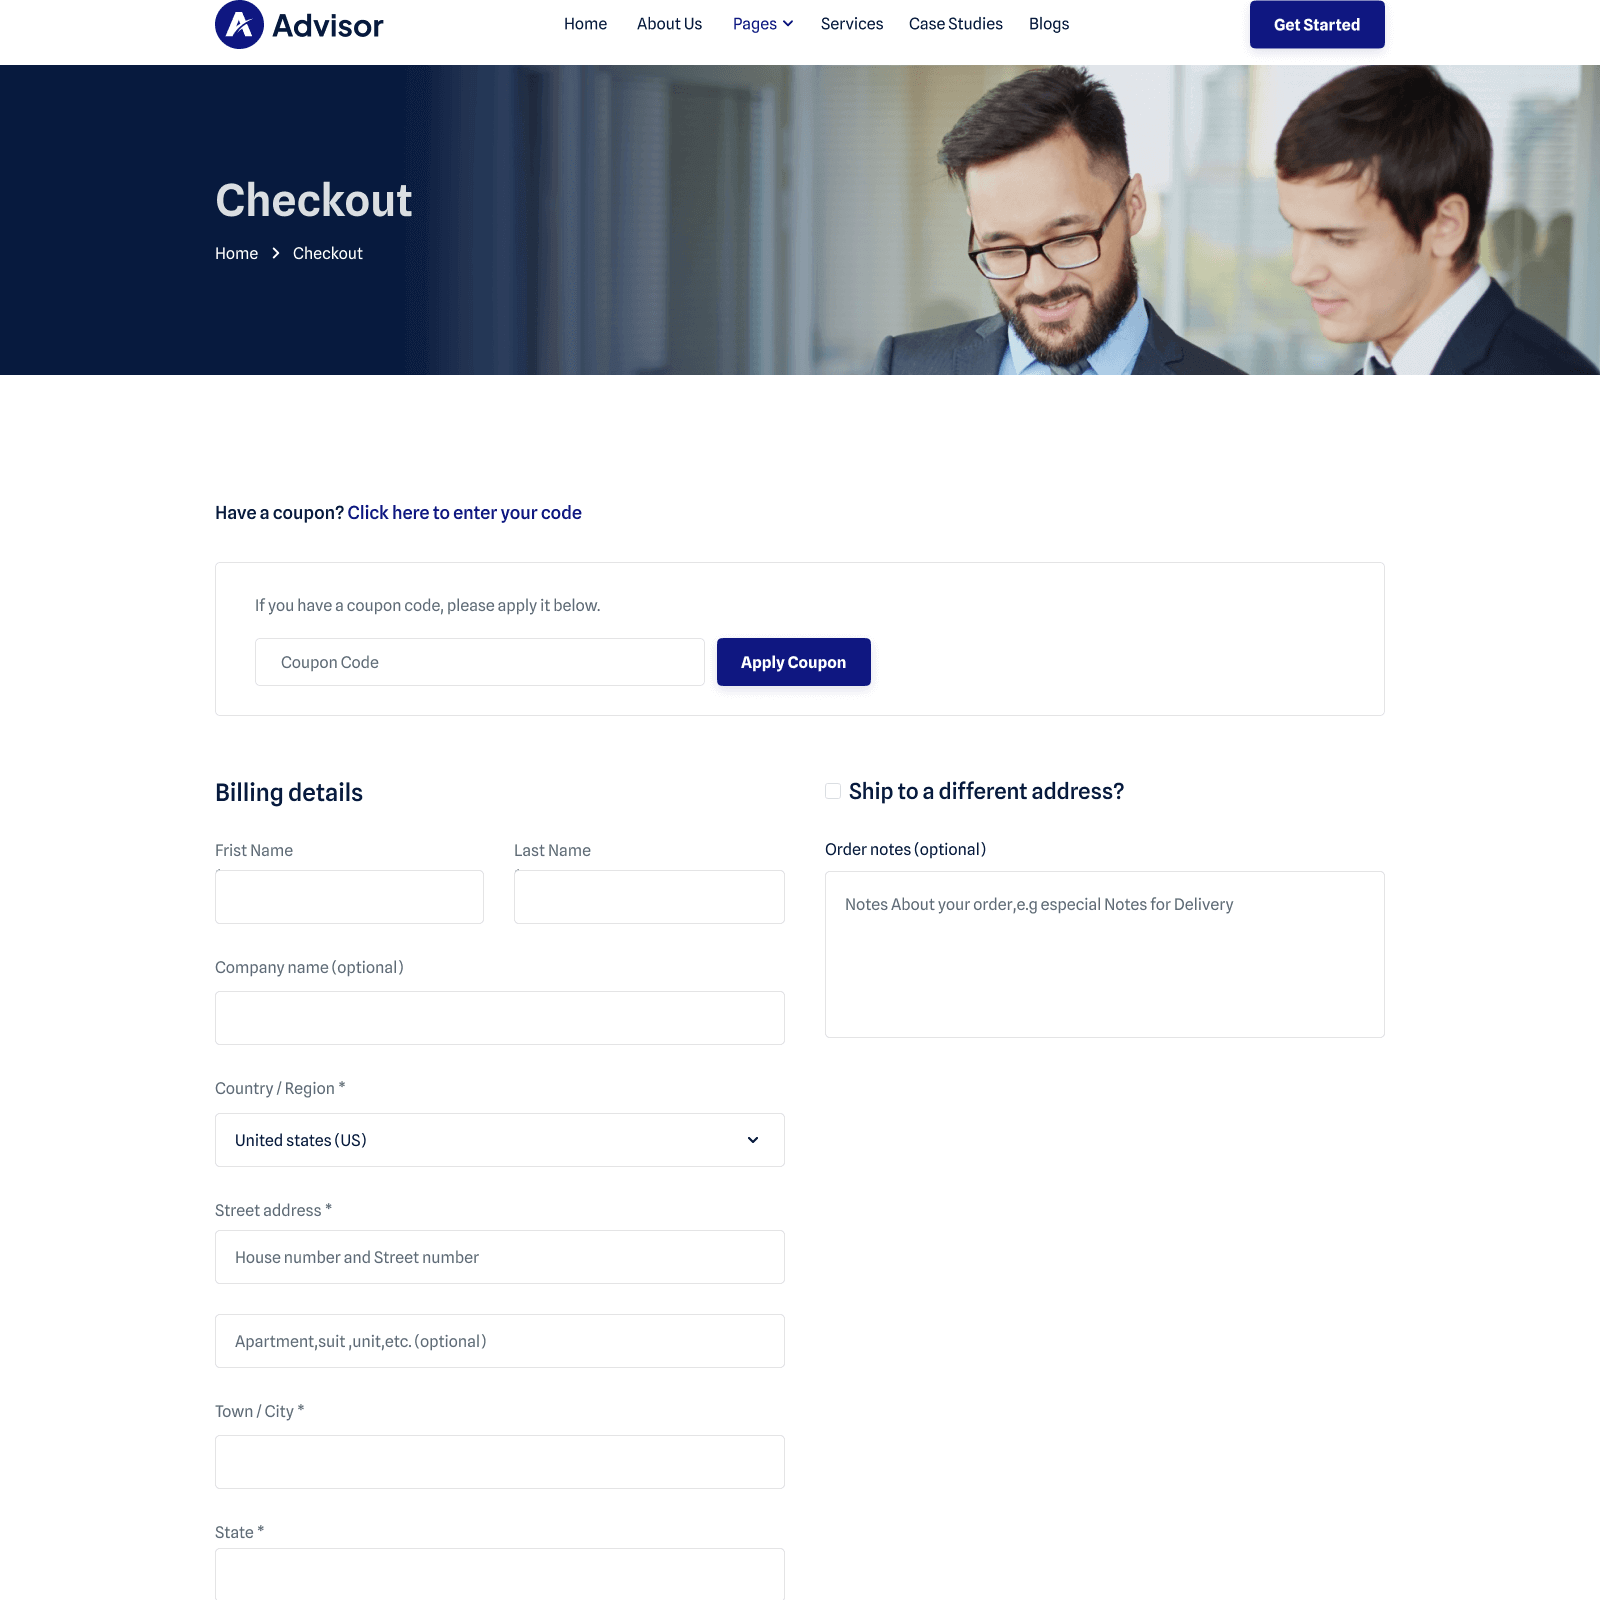 Advisor
Home About Us Pages Services Case Studies Blogs
Get Started
Checkout
Home Checkout
Have a coupon? Click here to enter your code
If you have a coupon code, please apply it below.
Coupon Code
Apply Coupon
Billing details
Frist Name Last Name
Company name (optional)
Country / Region *
United states (US)
Street address *
House number and Street number
Apartment,suit ,unit,etc. (optional)
Town / City *
State *
Ship to a different address?
Order notes (optional)
Notes About your order,e.g especial Notes for Delivery